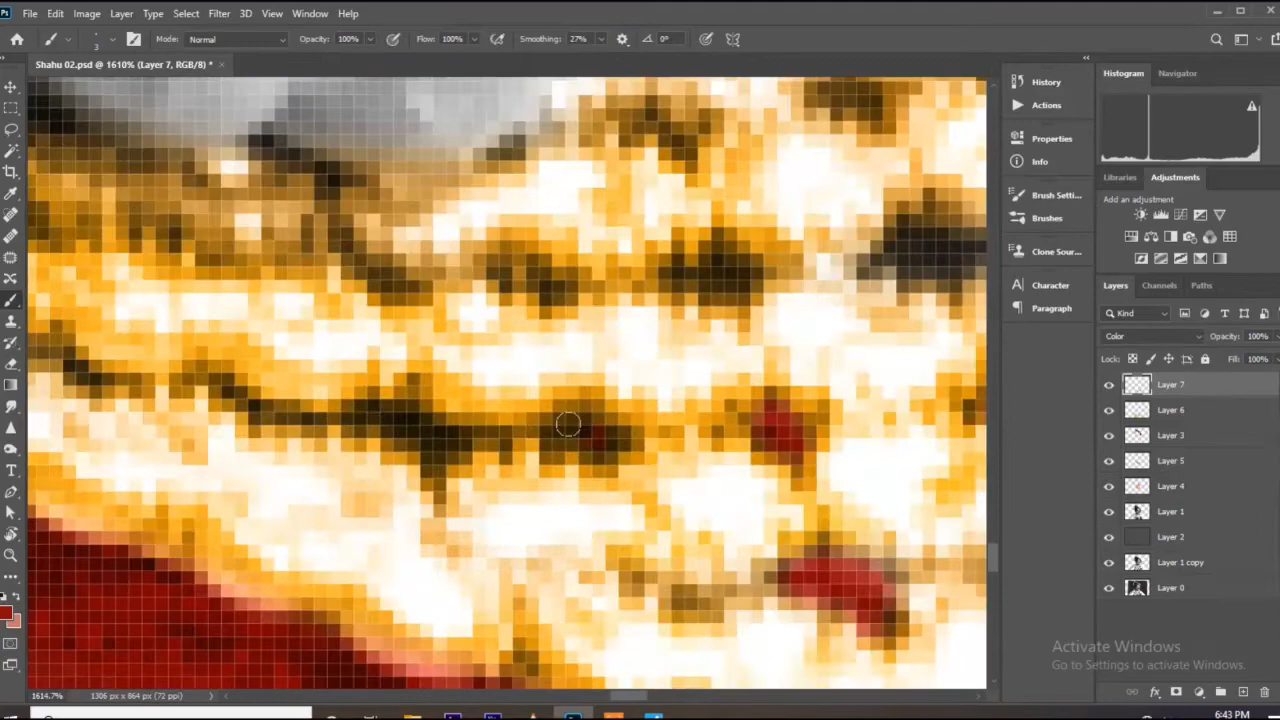 Ps File Edit Image Layer Type Select Filter 3D View Window Help
3 Mode: Normal Opacity: 100% Flow: 100% Smoothing: 27% 0°
Shahu 02.psd @ 1610% (Layer 7, RGB/8) * ×
History
Actions
Properties
Info
Brush Setti...
Brushes
Clone Sour...
Character
Paragraph
Histogram Navigator
Libraries Adjustments
Add an adjustment
Layers Channels Paths
Kind
Color Opacity: 100%
Lock: Fill: 100%
Layer 7
Layer 6
Layer 3
Layer 5
Layer 4
Layer 1
Layer 2
Layer 1 copy
Layer 0
Activate Windows
Go to Settings to activate Windows.
1614.7% 1306 px x 864 px (72 ppi)
6:43 PM